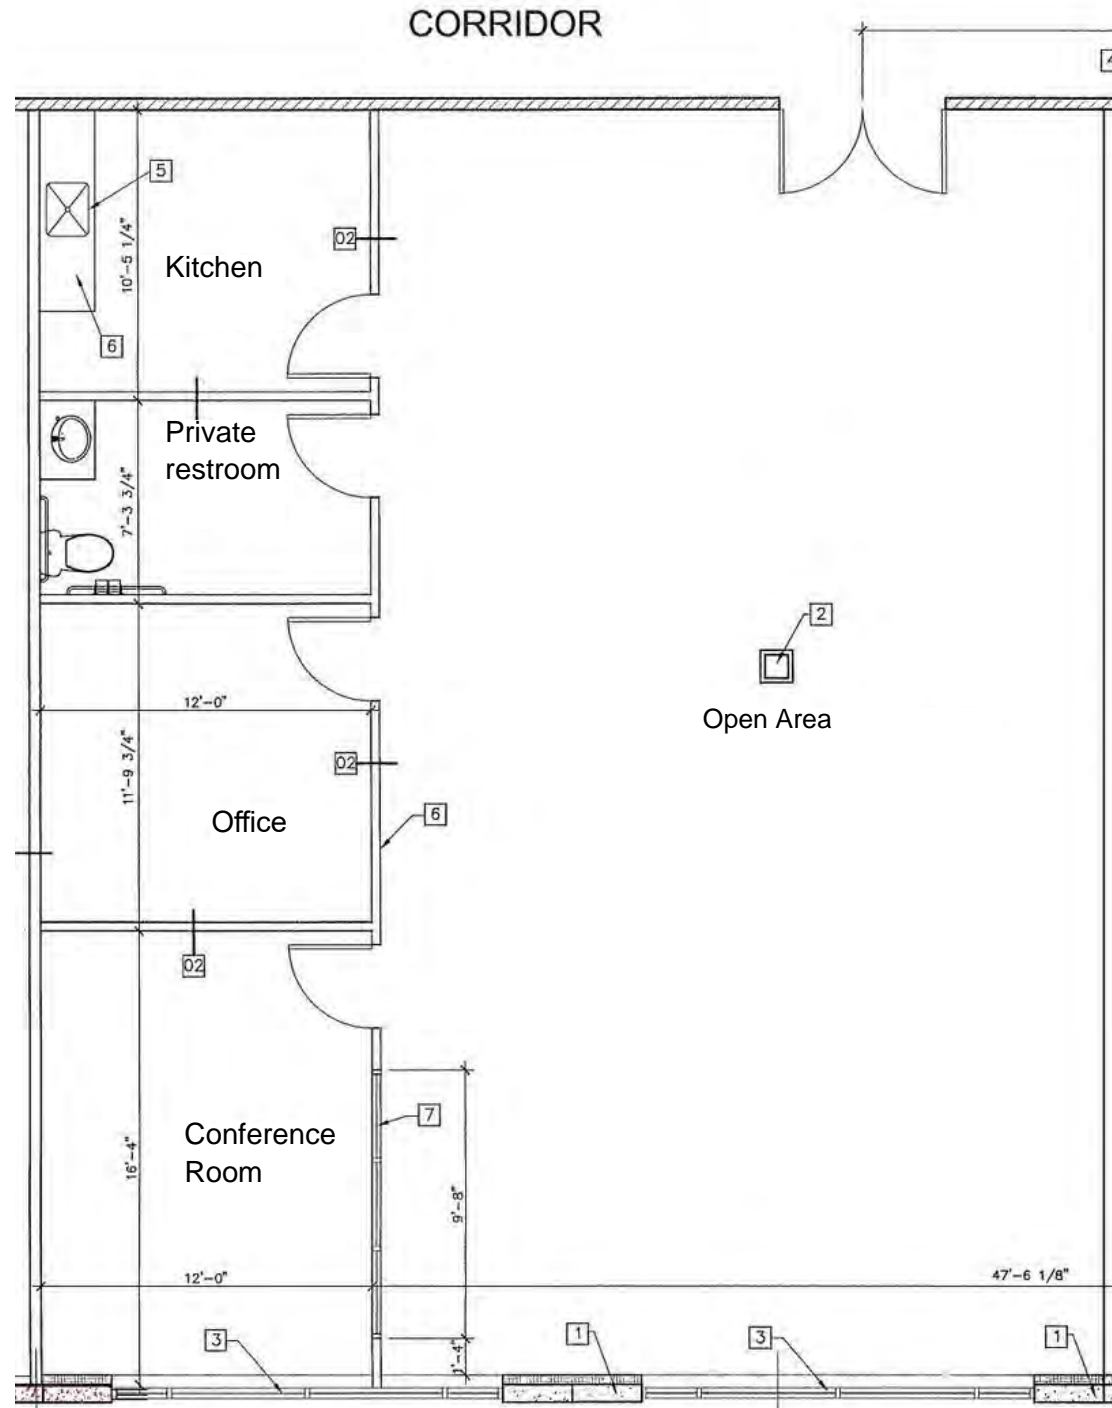 CORRIDOR
4
5
10'-5 1/4"
02
Kitchen
6
Private
restroom
7'-3 3/4"
2
12'-0"
Open Area
11'-9 3/4"
02
6
Office
02
7
Conference
Room
16'-4"
9'-8"
12'-0"
47'-6 1/8"
3
1
3
1
1'-4"